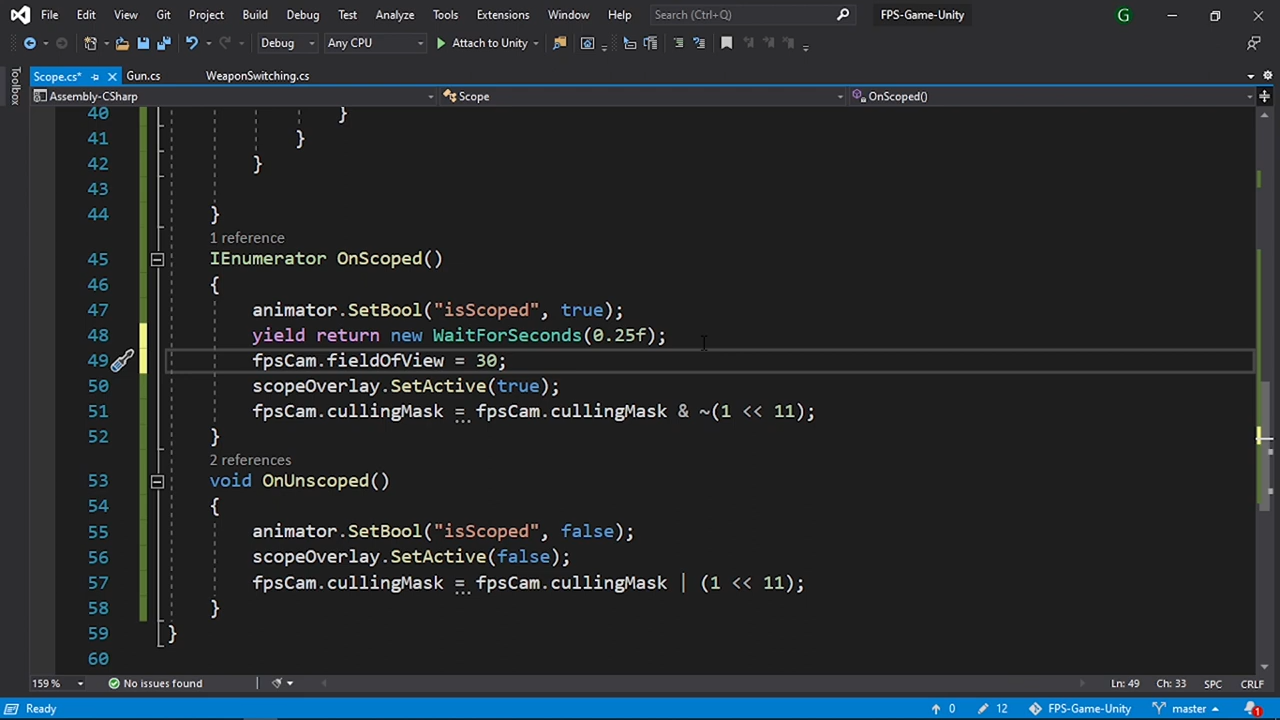 File Edit View Git Project Build Debug Test Analyze Tools Extensions Window Help Search (Ctrl+Q) FPS-Game-Unity G
Debug Any CPU Attach to Unity
Toolbox
Scope.cs* Gun.cs WeaponSwitching.cs
Assembly-CSharp Scope OnScoped()
40 }
41 }
42 }
43
44 }
1 reference
45 IEnumerator OnScoped()
46 {
47 animator.SetBool("isScoped", true);
48 yield return new WaitForSeconds(0.25f);
49 fpsCam.fieldOfView = 30;
50 scopeOverlay.SetActive(true);
51 fpsCam.cullingMask = fpsCam.cullingMask & ~(1 << 11);
52 }
2 references
53 void OnUnscoped()
54 {
55 animator.SetBool("isScoped", false);
56 scopeOverlay.SetActive(false);
57 fpsCam.cullingMask = fpsCam.cullingMask | (1 << 11);
58 }
59 }
60
159 % No issues found Ln: 49 Ch: 33 SPC CRLF
Ready 0 12 FPS-Game-Unity master 1